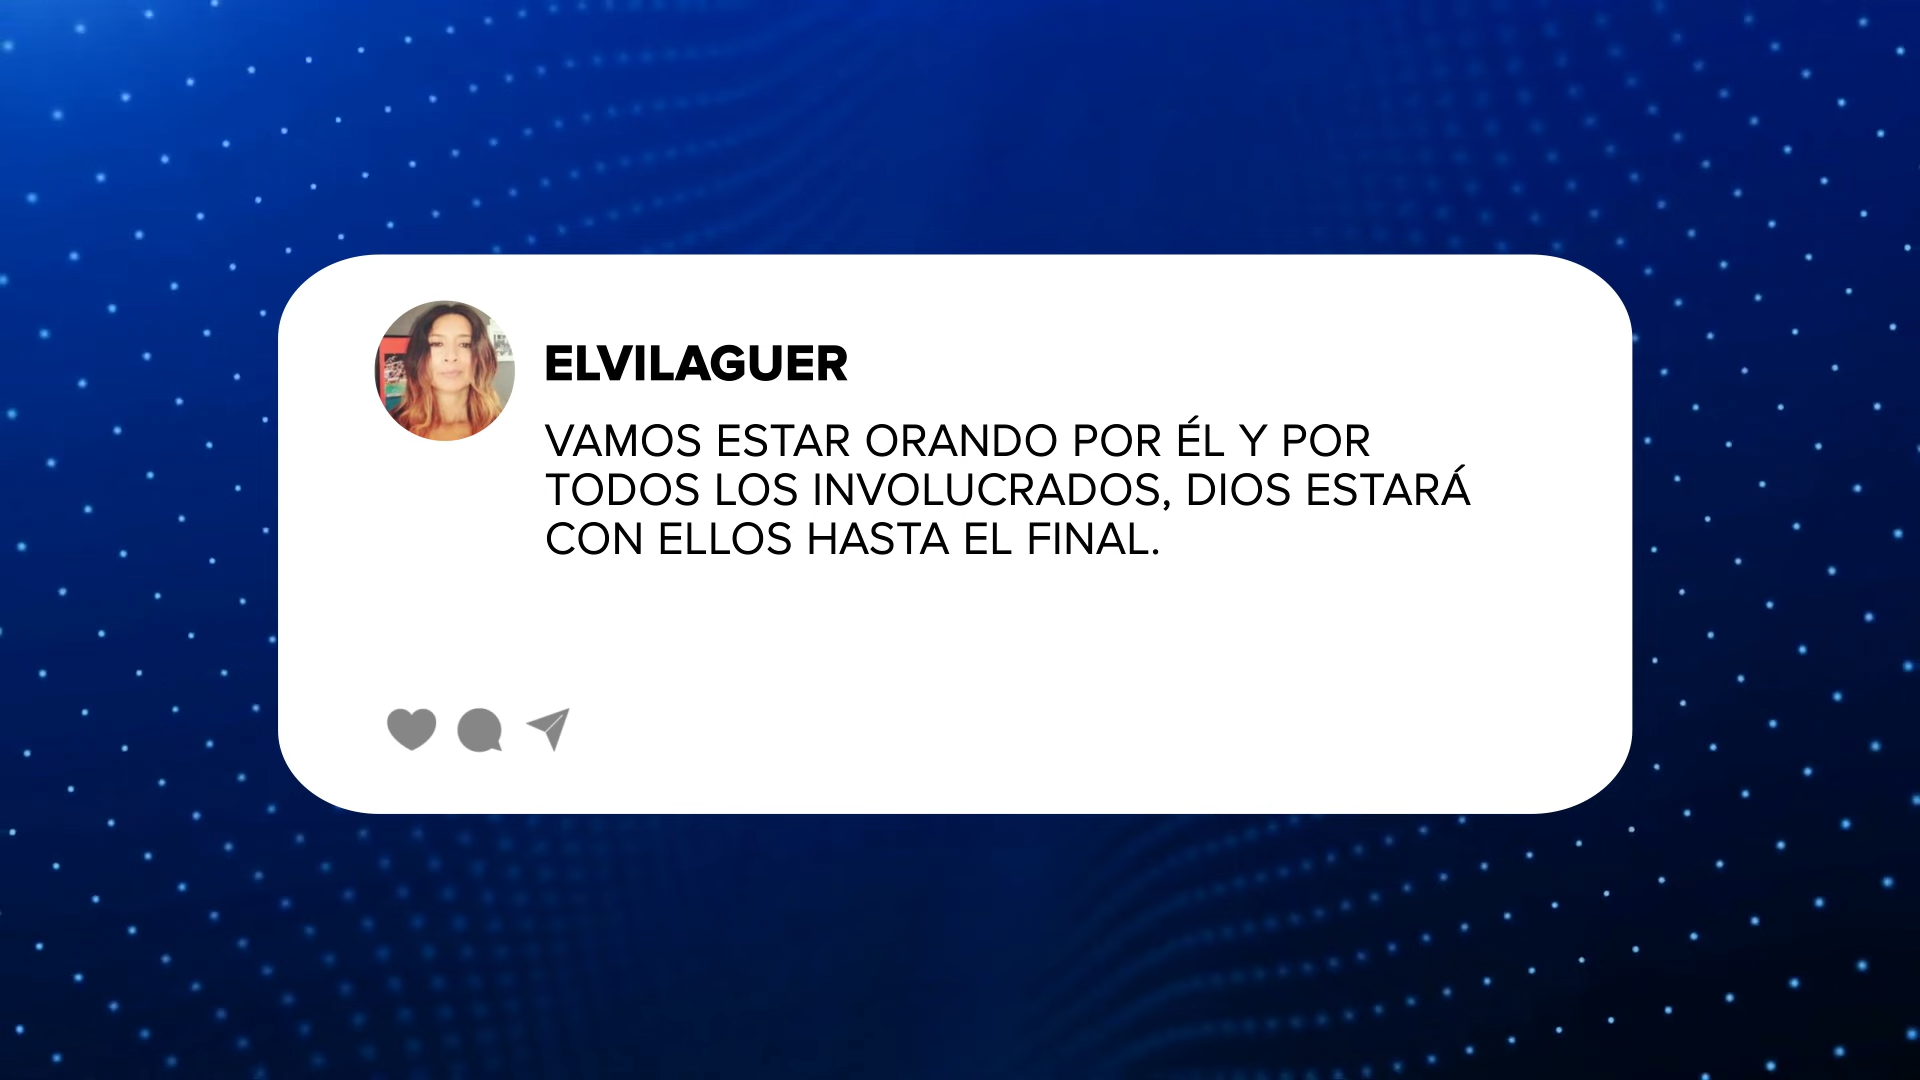 ELVILAGUER
VAMOS ESTAR ORANDO POR ÉL Y POR
TODOS LOS INVOLUCRADOS, DIOS ESTARÁ
CON ELLOS HASTA EL FINAL.